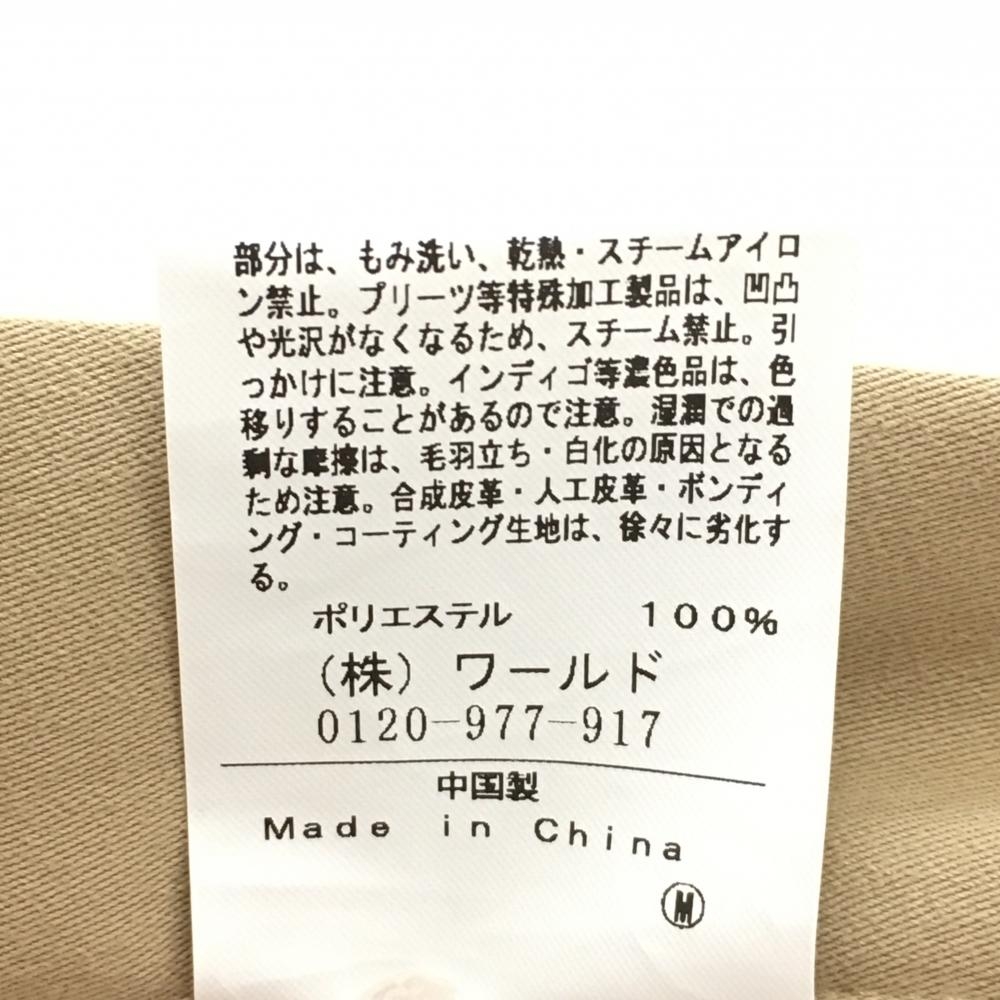 部分は、もみ洗い、乾熱・スチームアイロ
ン禁止。プリーツ等特殊加工製品は、凹凸
や光沢がなくなるため、スチーム禁止。引
っかけに注意。インディゴ等濃色品は、色
移りすることがあるので注意。湿潤での過
剰な摩擦は、毛羽立ち・白化の原因となる
ため注意。合成皮革・人工皮革・ボンディ
ング・コーティング生地は、徐々に劣化す
る。
ポリエステル 100%
(株) ワールド
0120-977-917
中国製
Made in China
M